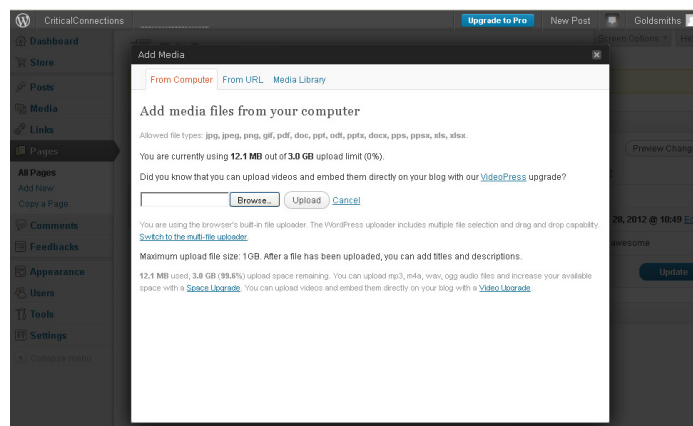 CriticalConnections
Upgrade to Pro
New Post
Goldsmiths
Dashboard
Store
Posts
Media
Links
Pages
All Pages
Add New
Copy a Page
Comments
Feedbacks
Appearance
Users
Tools
Settings
Collapse menu
Screen Options
Add Media
From Computer From URL Media Library
Add media files from your computer
Allowed file types: jpg, jpeg, png, gif, pdf, doc, ppt, odt, pptx, docx, pps, ppsx, xls, xlsx.
You are currently using 12.1 MB out of 3.0 GB upload limit (0%).
Did you know that you can upload videos and embed them directly on your blog with our VideoPress upgrade?
Browse... Upload Cancel
You are using the browser's built-in file uploader. The WordPress uploader includes multiple file selection and drag and drop capability.
Switch to the multi-file uploader.
Maximum upload file size: 1GB. After a file has been uploaded, you can add titles and descriptions.
12.1 MB used, 3.0 GB (99.6%) upload space remaining. You can upload mp3, m4a, wav, ogg audio files and increase your available
space with a Space Upgrade. You can upload videos and embed them directly on your blog with a Video Upgrade.
Preview Chang
28, 2012 @ 10:49 Ed
awesome
Update